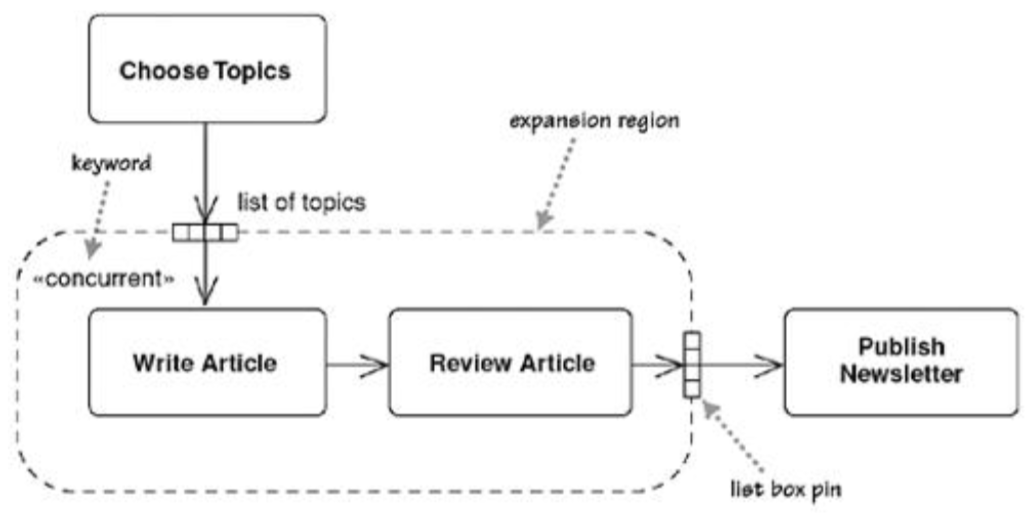 Choose Topics
expansion region
keyword
list of topics
«concurrent»
Write Article
Review Article
Publish
Newsletter
list box pin